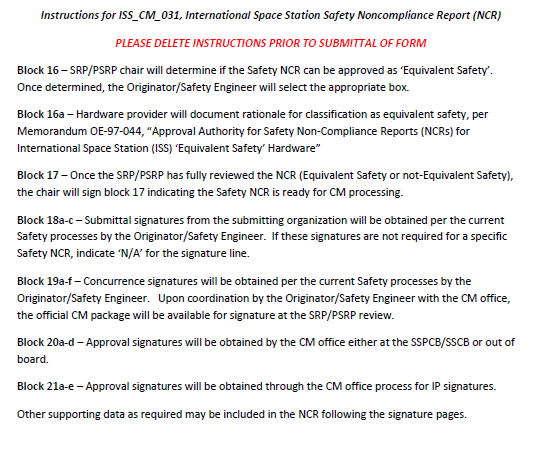 Instructions for ISS_CM_031, International Space Station Safety Noncompliance Report (NCR)
PLEASE DELETE INSTRUCTIONS PRIOR TO SUBMITTAL OF FORM
Block 16 – SRP/PSRP chair will determine if the Safety NCR can be approved as ‘Equivalent Safety’.
Once determined, the Originator/Safety Engineer will select the appropriate box.
Block 16a – Hardware provider will document rationale for classification as equivalent safety, per
Memorandum OE-97-044, “Approval Authority for Safety Non-Compliance Reports (NCRs) for
International Space Station (ISS) ‘Equivalent Safety’ Hardware”
Block 17 – Once the SRP/PSRP has fully reviewed the NCR (Equivalent Safety or not-Equivalent Safety),
the chair will sign block 17 indicating the Safety NCR is ready for CM processing.
Block 18a-c – Submittal signatures from the submitting organization will be obtained per the current
Safety processes by the Originator/Safety Engineer.  If these signatures are not required for a specific
Safety NCR, indicate ‘N/A’ for the signature line.
Block 19a-f – Concurrence signatures will be obtained per the current Safety processes by the
Originator/Safety Engineer.   Upon coordination by the Originator/Safety Engineer with the CM office,
the official CM package will be available for signature at the SRP/PSRP review.
Block 20a-d – Approval signatures will be obtained by the CM office either at the SSPCB/SSCB or out of
board.
Block 21a-e – Approval signatures will be obtained through the CM office process for IP signatures.
Other supporting data as required may be included in the NCR following the signature pages.